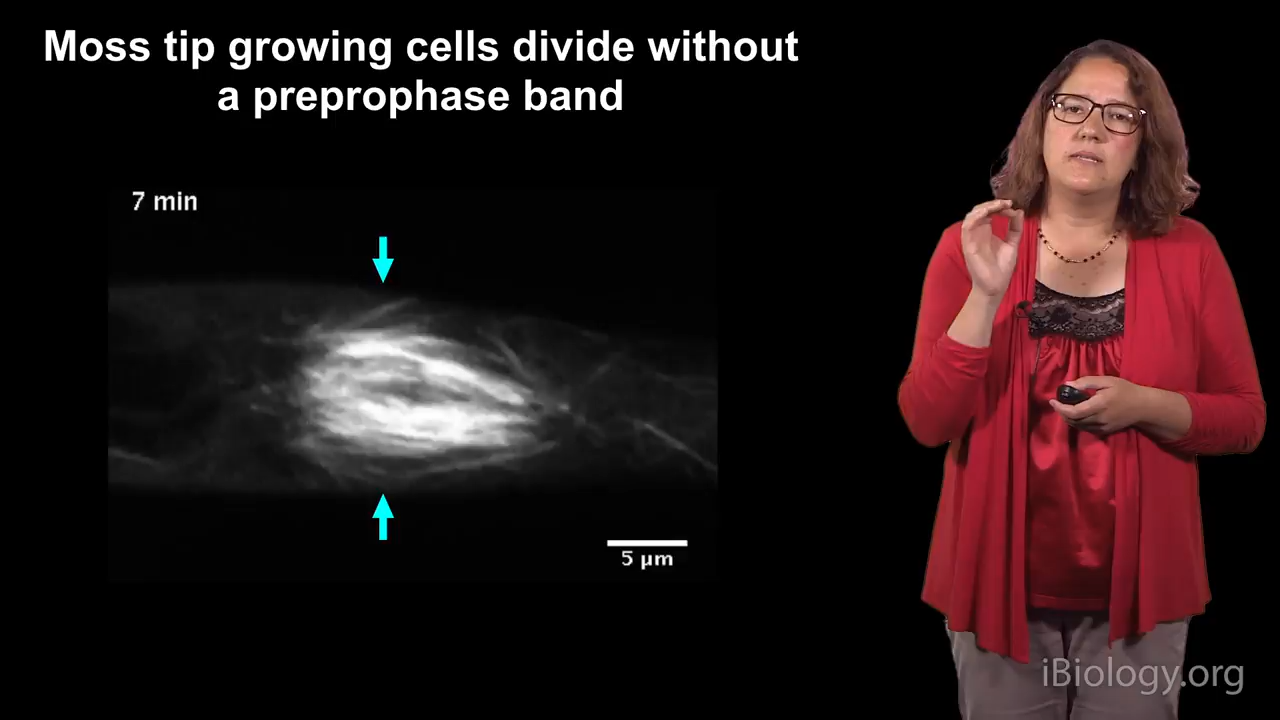 Moss tip growing cells divide without
a preprophase band
7 min
5 µm
iBiology.org